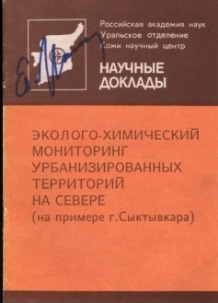 Российская академия наук
Уральское отделение
Коми научный центр
НАУЧНЫЕ
ДОКЛАДЫ
ЭКОЛОГО-ХИМИЧЕСКИЙ
МОНИТОРИНГ
УРБАНИЗИРОВАННЫХ
ТЕРРИТОРИЙ
НА СЕВЕРЕ
(на примере г.Сыктывкара)